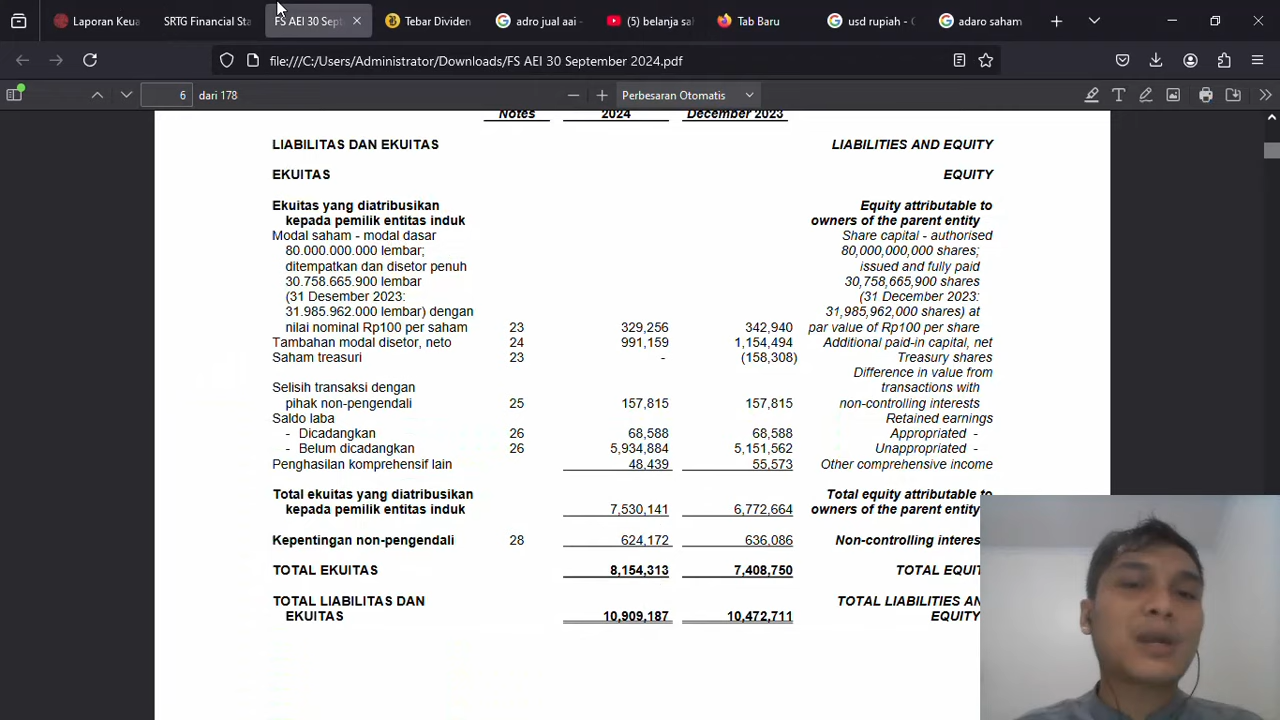 Laporan Keua
SRTG Financial Sta
FS AEI 30 Sept
Tebar Dividen
adro jual aai -
(5) belanja sa
Tab Baru
usd rupiah - G
adaro saham
file:///C:/Users/Administrator/Downloads/FS AEI 30 September 2024.pdf
6 dari 178
Perbesaran Otomatis
Notes 2024 December 2023
LIABILITAS DAN EKUITAS LIABILITIES AND EQUITY
EKUITAS EQUITY
Ekuitas yang diatribusikan Equity attributable to
kepada pemilik entitas induk owners of the parent entity
Modal saham - modal dasar Share capital - authorised
80.000.000.000 lembar; 80,000,000,000 shares;
ditempatkan dan disetor penuh issued and fully paid
30.758.665.900 lembar 30,758,665,900 shares
(31 Desember 2023: (31 December 2023:
31.985.962.000 lembar) dengan 31,985,962,000 shares) at
nilai nominal Rp100 per saham 23 329,256 342,940 par value of Rp100 per share
Tambahan modal disetor, neto 24 991,159 1,154,494 Additional paid-in capital, net
Saham treasuri 23 - (158,308) Treasury shares
Difference in value from
Selisih transaksi dengan transactions with
pihak non-pengendali 25 157,815 157,815 non-controlling interests
Saldo laba Retained earnings
- Dicadangkan 26 68,588 68,588 Appropriated -
- Belum dicadangkan 26 5,934,884 5,151,562 Unappropriated -
Penghasilan komprehensif lain 48,439 55,573 Other comprehensive income
Total ekuitas yang diatribusikan Total equity attributable to
kepada pemilik entitas induk 7,530,141 6,772,664 owners of the parent entity
Kepentingan non-pengendali 28 624,172 636,086 Non-controlling interes
TOTAL EKUITAS 8,154,313 7,408,750 TOTAL EQUIT
TOTAL LIABILITAS DAN TOTAL LIABILITIES AN
EKUITAS 10,909,187 10,472,711 EQUITY